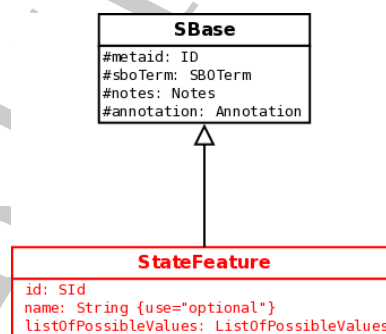 SBase
#metaid: ID
#sboTerm: SBOTerm
#notes: Notes
#annotation: Annotation
StateFeature
id: SId
name: String {use="optional"}
listOfPossibleValues: ListOfPossibleValues